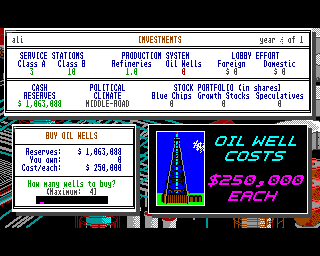 ali INVESTMENTS year of 1
SERVICE STATIONS PRODUCTION SYSTEM LOBBY EFFORT
Class A Class B Refineries Oil Wells Foreign Domestic
3 10 1.0 0 $ 0 $ 0
CASH POLITICAL STOCK PORTFOLIO (in shares)
RESERVES CLIMATE Blue Chips Growth Stocks Speculatives
$ 1,063,088 MIDDLE-ROAD 0 0 0
BUY OIL WELLS
Reserves: $ 1,063,088
You own: 0
Cost/each: $ 250,000
How many wells to buy?
(Maximum: 4)
OIL WELL
COSTS
$250,000
EACH